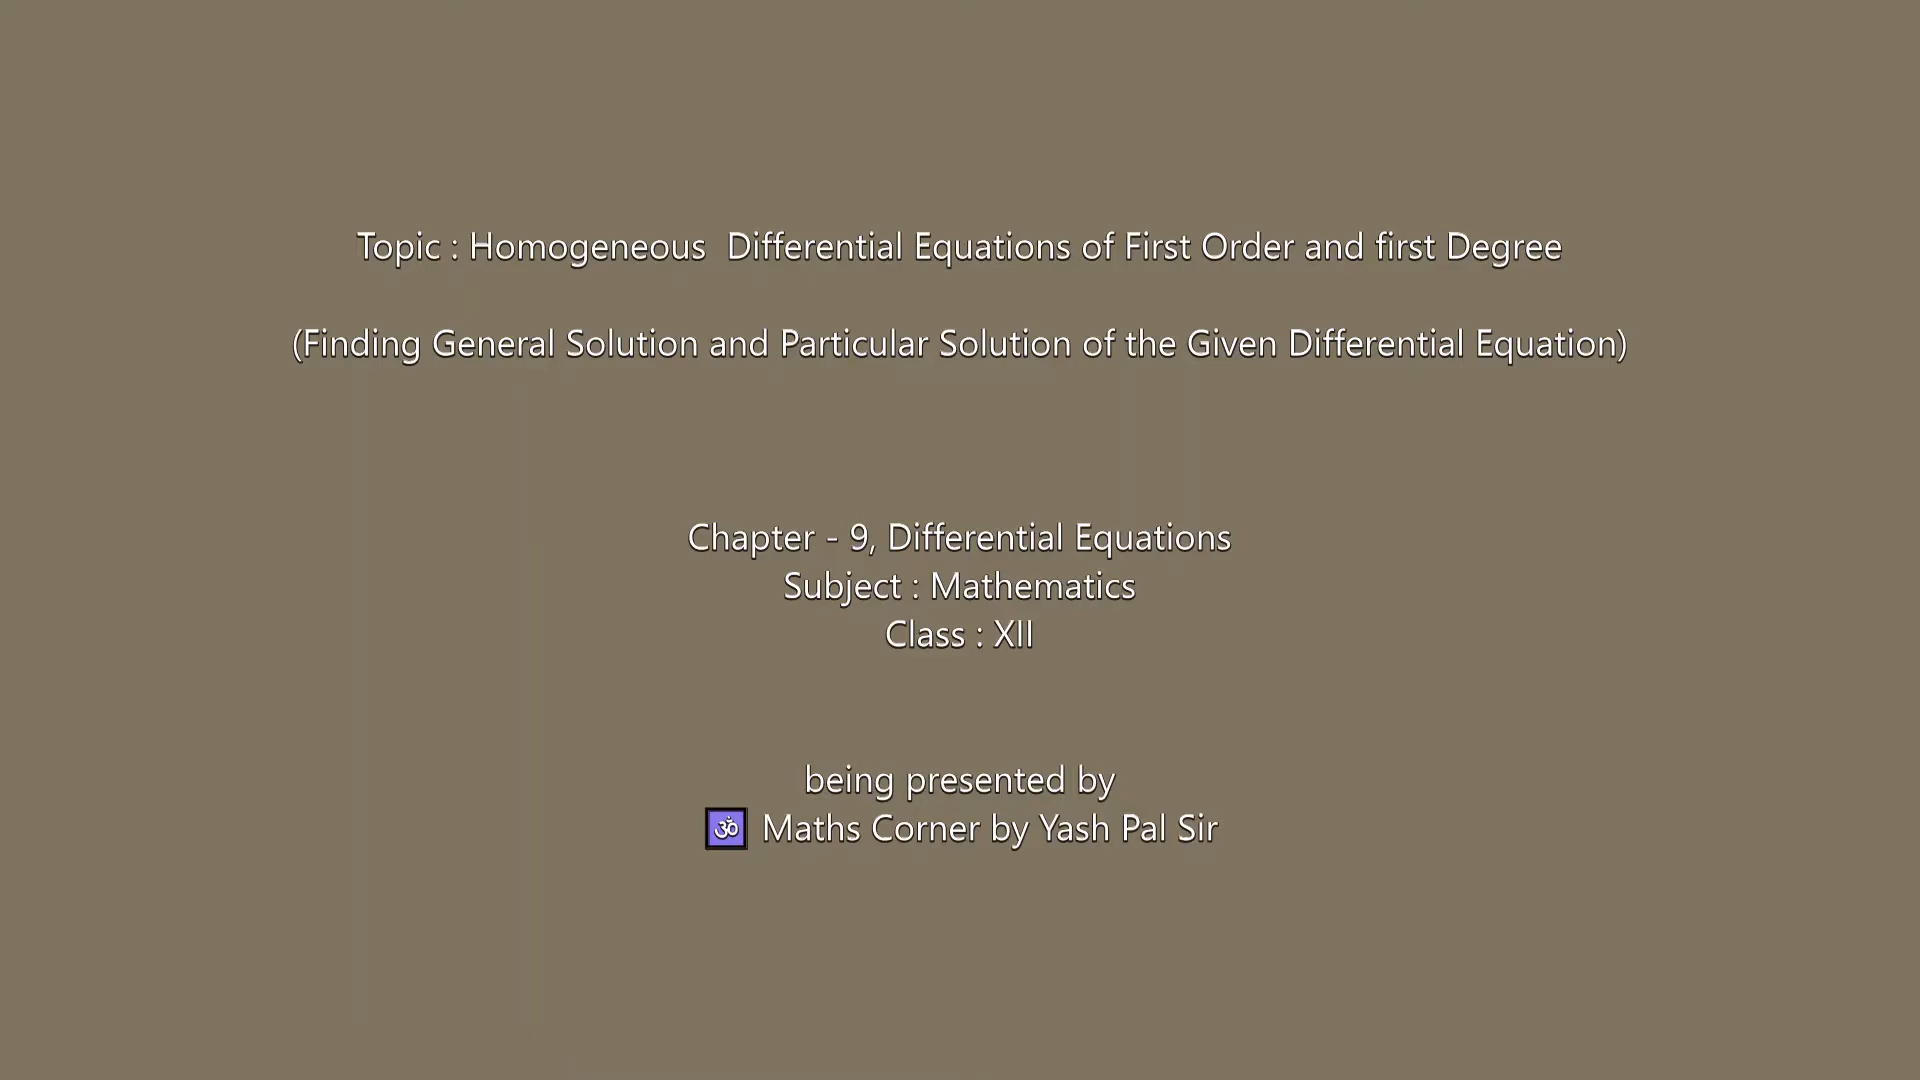 Topic : Homogeneous  Differential Equations of First Order and first Degree
(Finding General Solution and Particular Solution of the Given Differential Equation)
Chapter - 9, Differential Equations
Subject : Mathematics
Class : XII
being presented by
🕉 Maths Corner by Yash Pal Sir